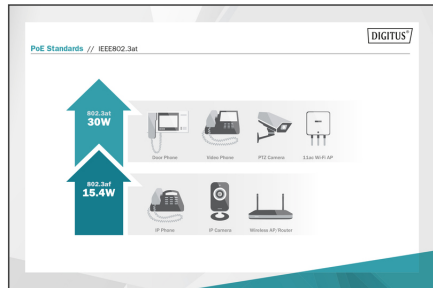 DIGITUS®
PoE Standards // IEEE802.3at
802.3at
30W
Door Phone Video Phone PTZ Camera 11ac Wi-Fi AP
802.3af
15.4W
IP Phone IP Camera Wireless AP/Router